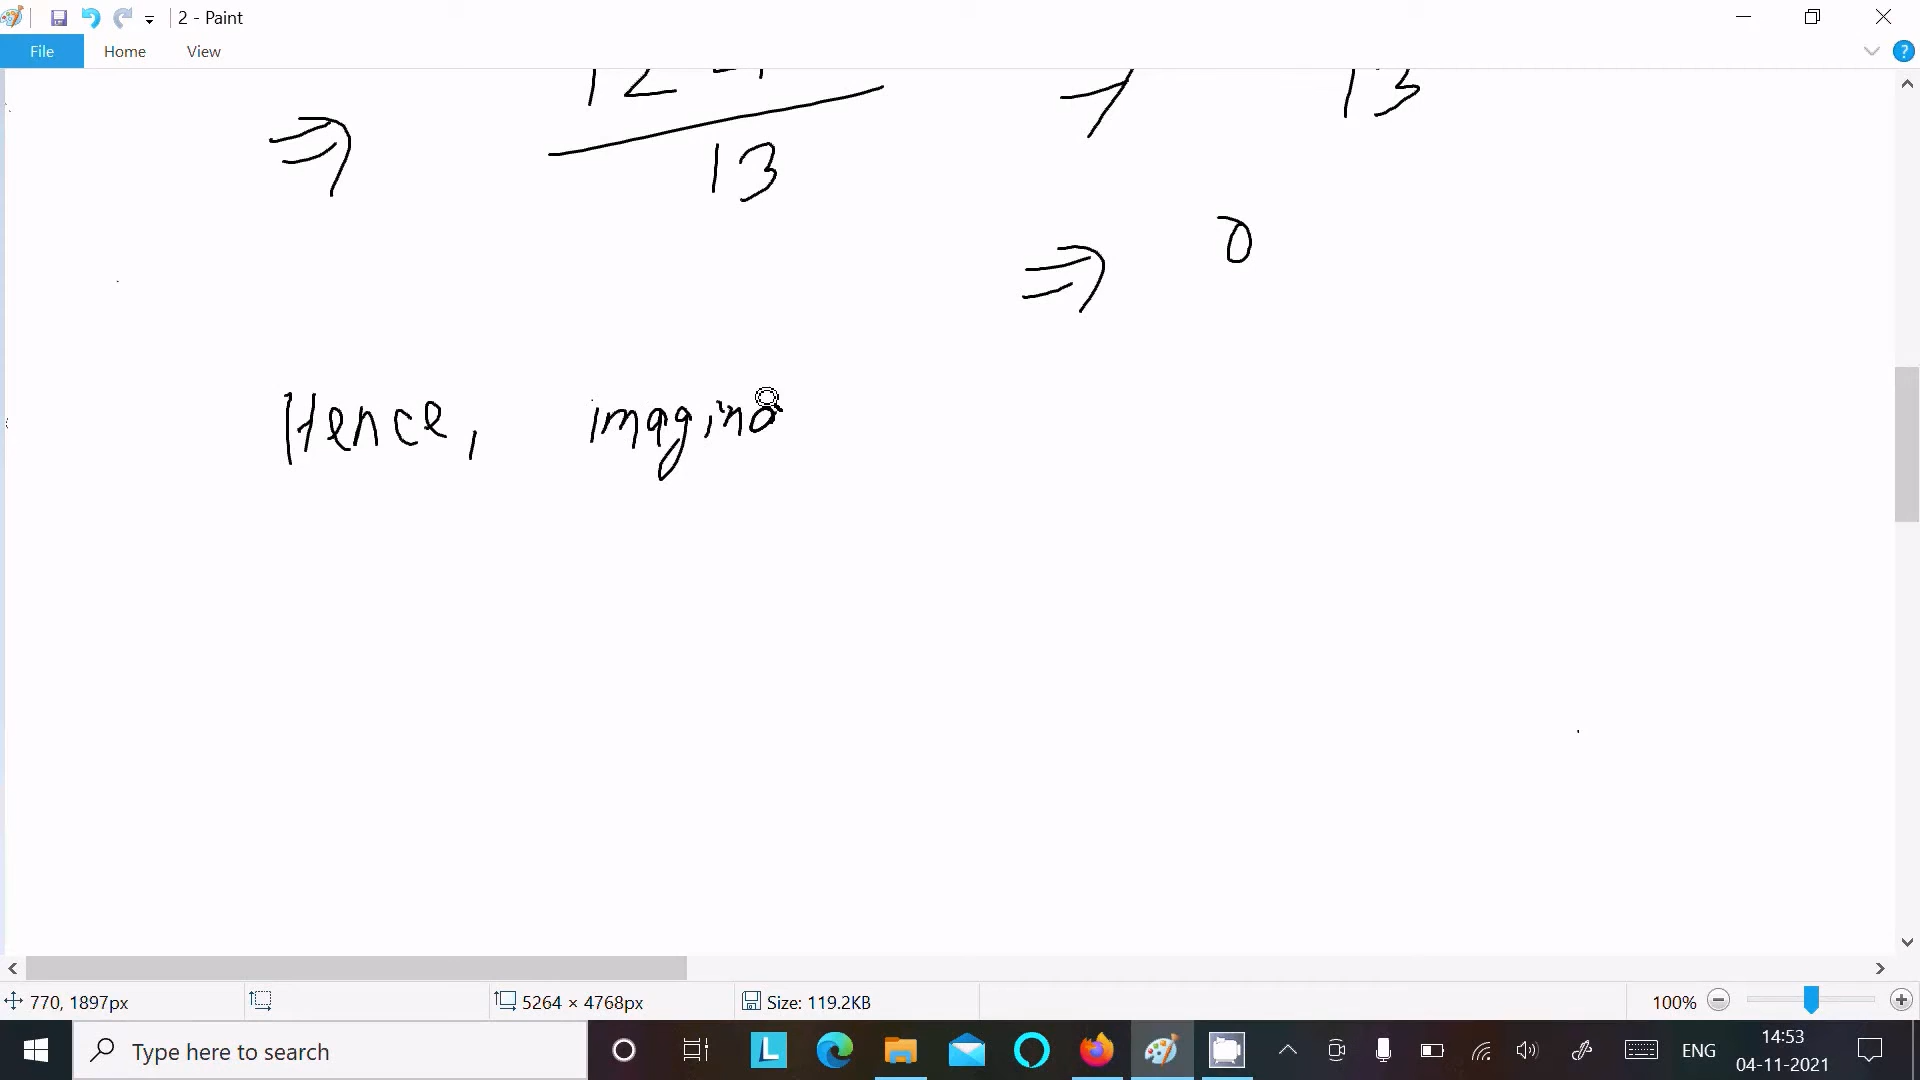 2 - Paint
File Home View
13
⇒ 13
⇒ 0
Hence, imagina
770, 1897px 5264 × 4768px Size: 119.2KB 100%
Type here to search L ENG 14:53
04-11-2021